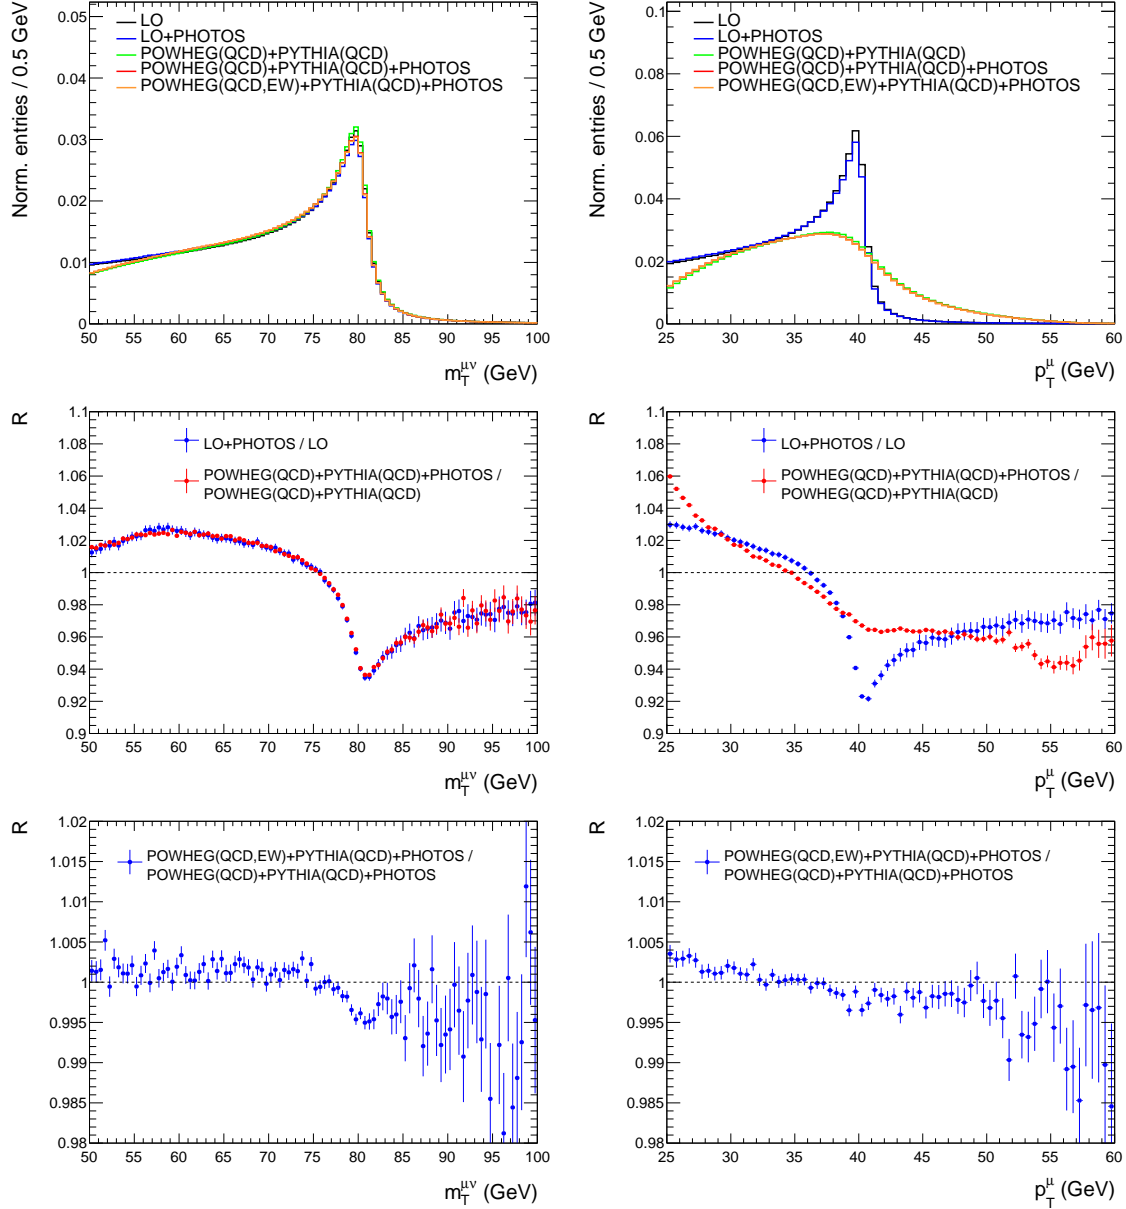 Norm. entries / 0.5 GeV
0.05
0.04
0.03
0.02
0.01
0
LO
LO+PHOTOS
POWHEG(QCD)+PYTHIA(QCD)
POWHEG(QCD)+PYTHIA(QCD)+PHOTOS
POWHEG(QCD,EW)+PYTHIA(QCD)+PHOTOS
50 55 60 65 70 75 80 85 90 95 100
m_T^{μν} (GeV)
Norm. entries / 0.5 GeV
0.1
0.08
0.06
0.04
0.02
0
LO
LO+PHOTOS
POWHEG(QCD)+PYTHIA(QCD)
POWHEG(QCD)+PYTHIA(QCD)+PHOTOS
POWHEG(QCD,EW)+PYTHIA(QCD)+PHOTOS
25 30 35 40 45 50 55 60
p_T^μ (GeV)
R
1.1
1.08
1.06
1.04
1.02
1
0.98
0.96
0.94
0.92
0.9
LO+PHOTOS / LO
POWHEG(QCD)+PYTHIA(QCD)+PHOTOS /
POWHEG(QCD)+PYTHIA(QCD)
50 55 60 65 70 75 80 85 90 95 100
m_T^{μν} (GeV)
R
1.1
1.08
1.06
1.04
1.02
1
0.98
0.96
0.94
0.92
0.9
LO+PHOTOS / LO
POWHEG(QCD)+PYTHIA(QCD)+PHOTOS /
POWHEG(QCD)+PYTHIA(QCD)
25 30 35 40 45 50 55 60
p_T^μ (GeV)
R
1.02
1.015
1.01
1.005
1
0.995
0.99
0.985
0.98
POWHEG(QCD,EW)+PYTHIA(QCD)+PHOTOS /
POWHEG(QCD)+PYTHIA(QCD)+PHOTOS
50 55 60 65 70 75 80 85 90 95 100
m_T^{μν} (GeV)
R
1.02
1.015
1.01
1.005
1
0.995
0.99
0.985
0.98
POWHEG(QCD,EW)+PYTHIA(QCD)+PHOTOS /
POWHEG(QCD)+PYTHIA(QCD)+PHOTOS
25 30 35 40 45 50 55 60
p_T^μ (GeV)